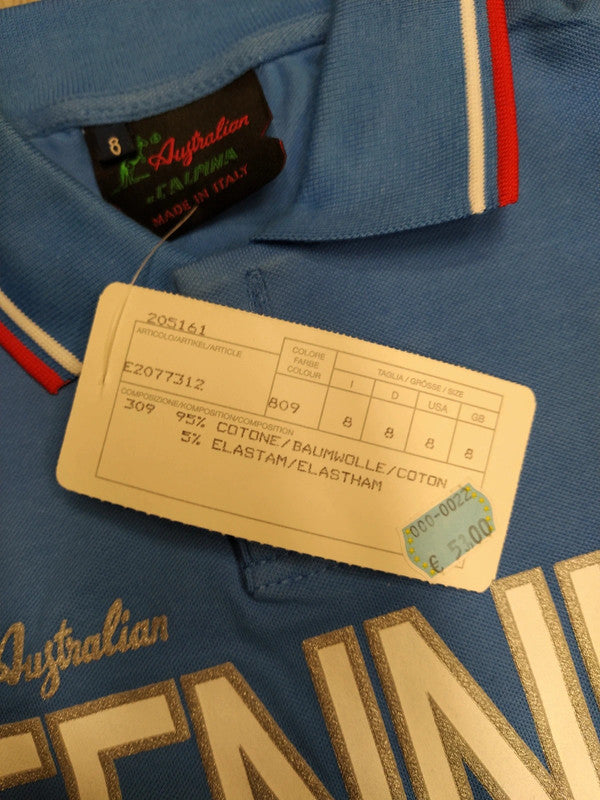 8
Australian
L'ALPINA
MADE IN ITALY
205161
ARTICOLO/ARTIKEL/ARTICLE
E2077312
COLORE
FARBE
COLOUR
809
TAGLIA / GRÖSSE / SIZE
I D USA GB
8 8 8 8
COMPOSIZIONE/KOMPOSITION/COMPOSITION
309 95% COTONE/BAUMWOLLE/COTON
5% ELASTAM/ELASTHAM
000-0022
€ 53,00
Australian
TENNI